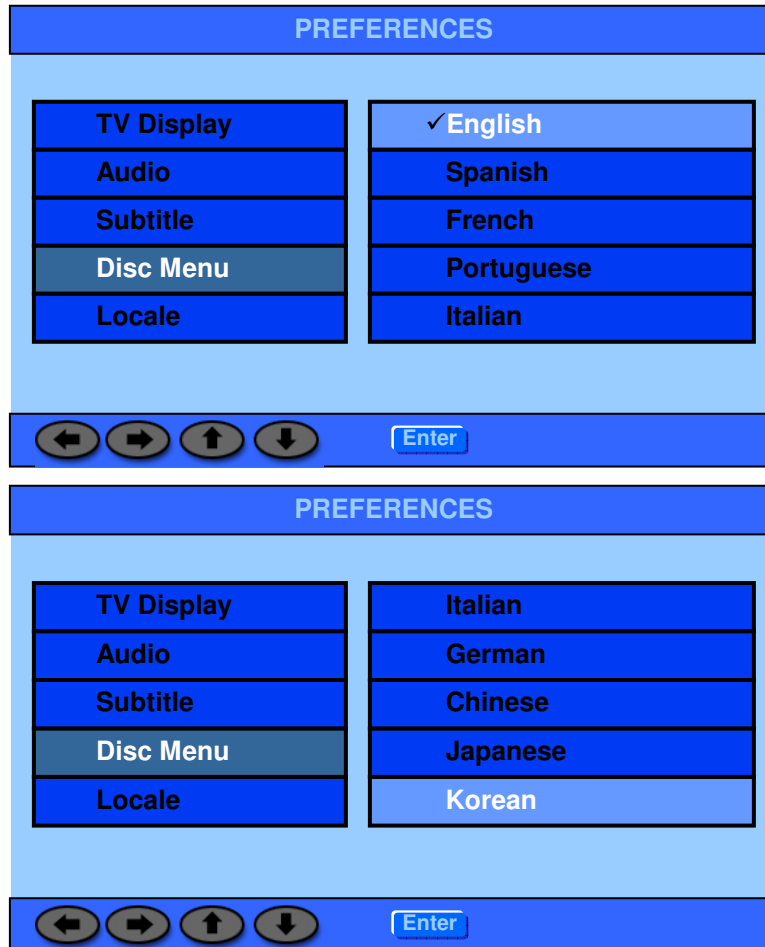 PREFERENCES
TV Display
Audio
Subtitle
Disc Menu
Locale
✓English
Spanish
French
Portuguese
Italian
Enter
PREFERENCES
TV Display
Audio
Subtitle
Disc Menu
Locale
Italian
German
Chinese
Japanese
Korean
Enter